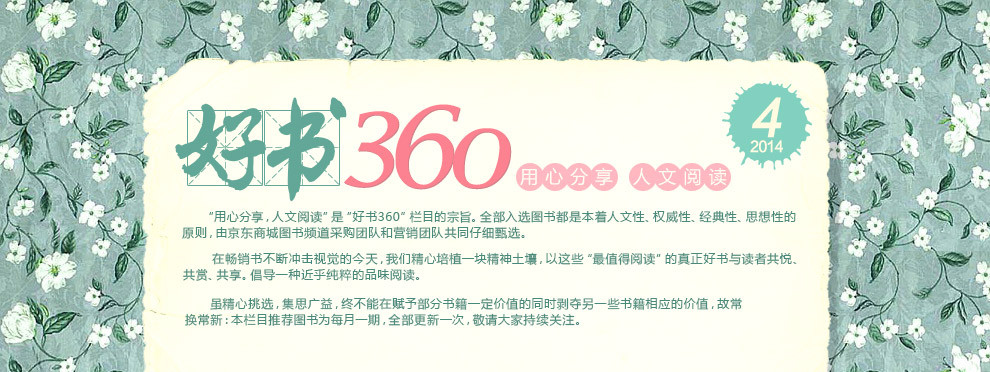 好书360
用心分享 人文阅读
4
2014
“用心分享，人文阅读”是“好书360”栏目的宗旨。全部入选图书都是本着人文性、权威性、经典性、思想性的
原则，由京东商城图书频道采购团队和营销团队共同仔细甄选。
在畅销书不断冲击视觉的今天，我们精心培植一块精神土壤，以这些“最值得阅读”的真正好书与读者共悦、
共赏、共享。倡导一种近乎纯粹的品味阅读。
虽精心挑选，集思广益，终不能在赋予部分书籍一定价值的同时剥夺另一些书籍相应的价值，故常
换常新：本栏目推荐图书为每月一期，全部更新一次，敬请大家持续关注。